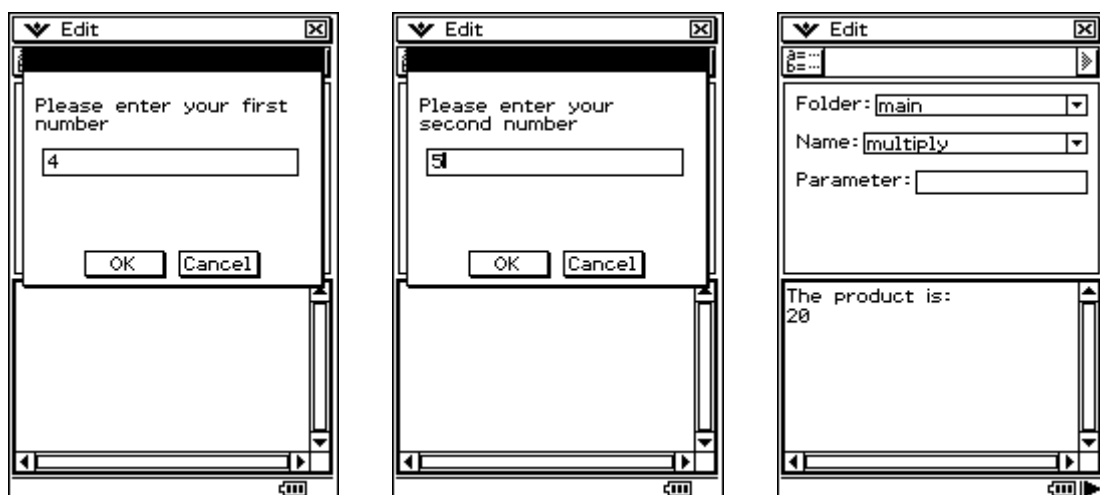 Edit
Please enter your first
number
4
OK Cancel
Edit
Please enter your
second number
5
OK Cancel
Edit
a=...
b=...
Folder: main
Name: multiply
Parameter:
The product is:
20